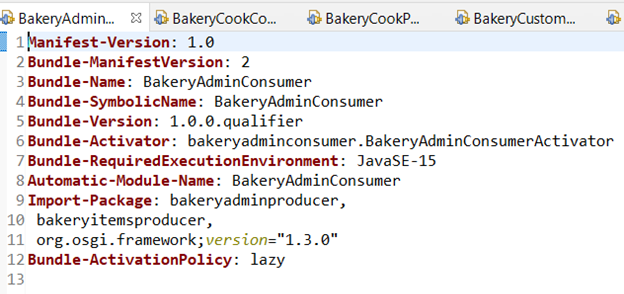 BakeryAdmin... BakeryCookCo... BakeryCookP... BakeryCustom...
1 Manifest-Version: 1.0
2 Bundle-ManifestVersion: 2
3 Bundle-Name: BakeryAdminConsumer
4 Bundle-SymbolicName: BakeryAdminConsumer
5 Bundle-Version: 1.0.0.qualifier
6 Bundle-Activator: bakeryadminconsumer.BakeryAdminConsumerActivator
7 Bundle-RequiredExecutionEnvironment: JavaSE-15
8 Automatic-Module-Name: BakeryAdminConsumer
9 Import-Package: bakeryadminproducer,
10  bakeryitemsproducer,
11  org.osgi.framework;version="1.3.0"
12 Bundle-ActivationPolicy: lazy
13